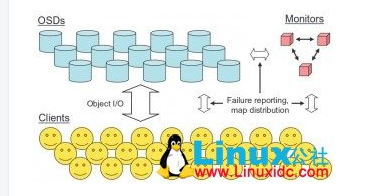 OSDs
Monitors
Object I/O
Failure reporting,
map distribution
Clients
Linux公社
www.Linuxidc.com